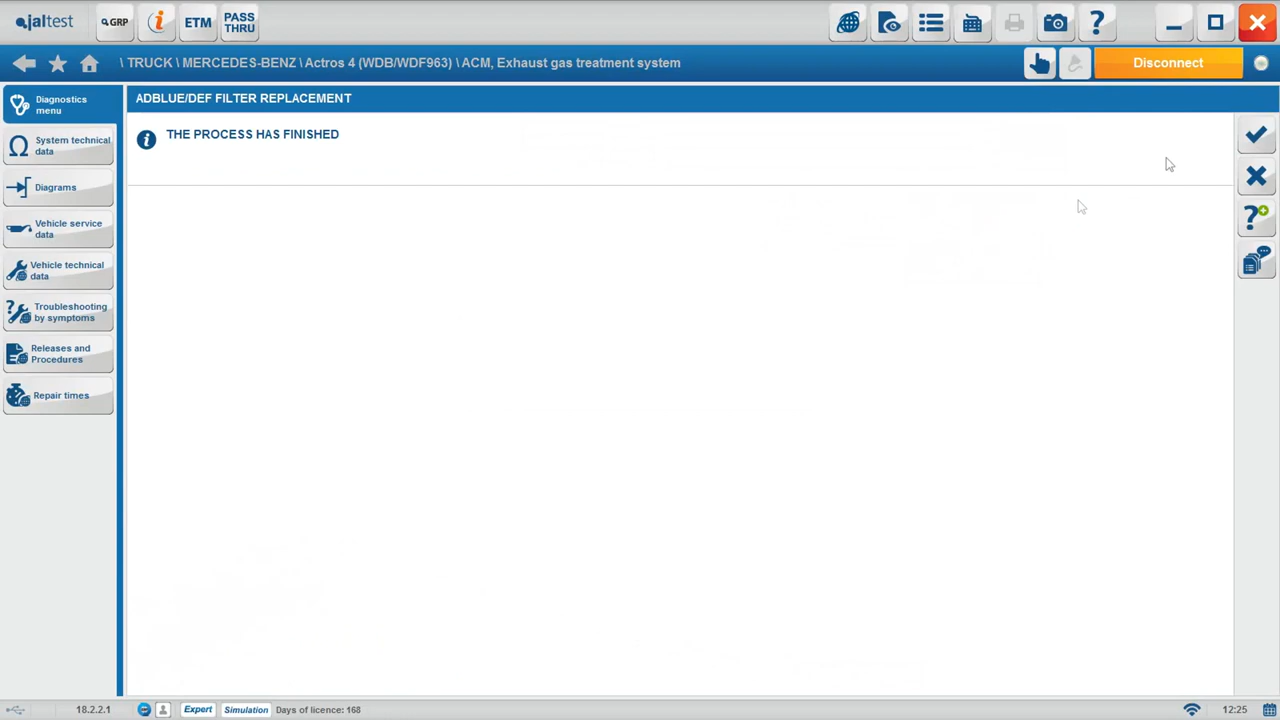 jaltest
GRP
i
ETM
PASS
THRU
?
\ TRUCK \ MERCEDES-BENZ \ Actros 4 (WDB/WDF963) \ ACM, Exhaust gas treatment system
Disconnect
Diagnostics
menu
System technical
data
Diagrams
Vehicle service
data
Vehicle technical
data
Troubleshooting
by symptoms
Releases and
Procedures
Repair times
ADBLUE/DEF FILTER REPLACEMENT
THE PROCESS HAS FINISHED
18.2.2.1
Expert
Simulation
Days of licence: 168
12:25